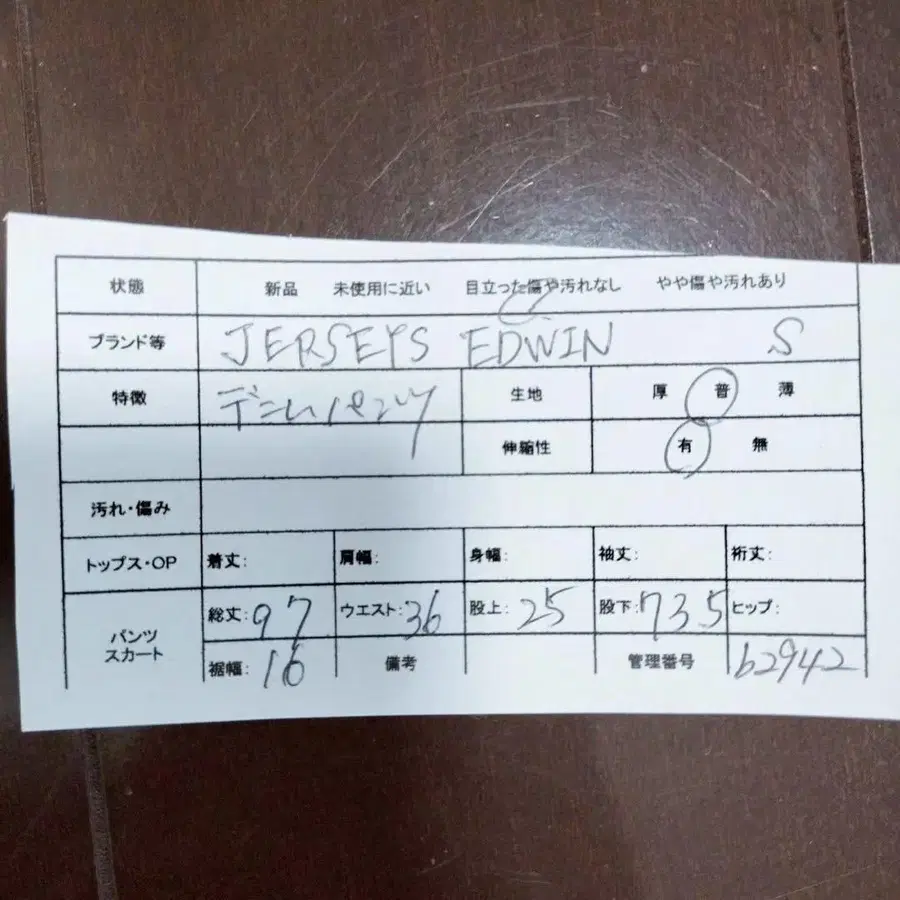 状態 新品 未使用に近い 目立った傷や汚れなし やや傷や汚れあり
ブランド等 JERSEYS EDWIN S
特徴 デニムパンツ 生地 厚 普 薄
伸縮性 有 無
汚れ・傷み
トップス・OP 着丈: 肩幅: 身幅: 袖丈: 裄丈:
パンツ スカート 総丈:97 ウエスト:36 股上:25 股下:73.5 ヒップ:
裾幅:16 備考 管理番号 b2942